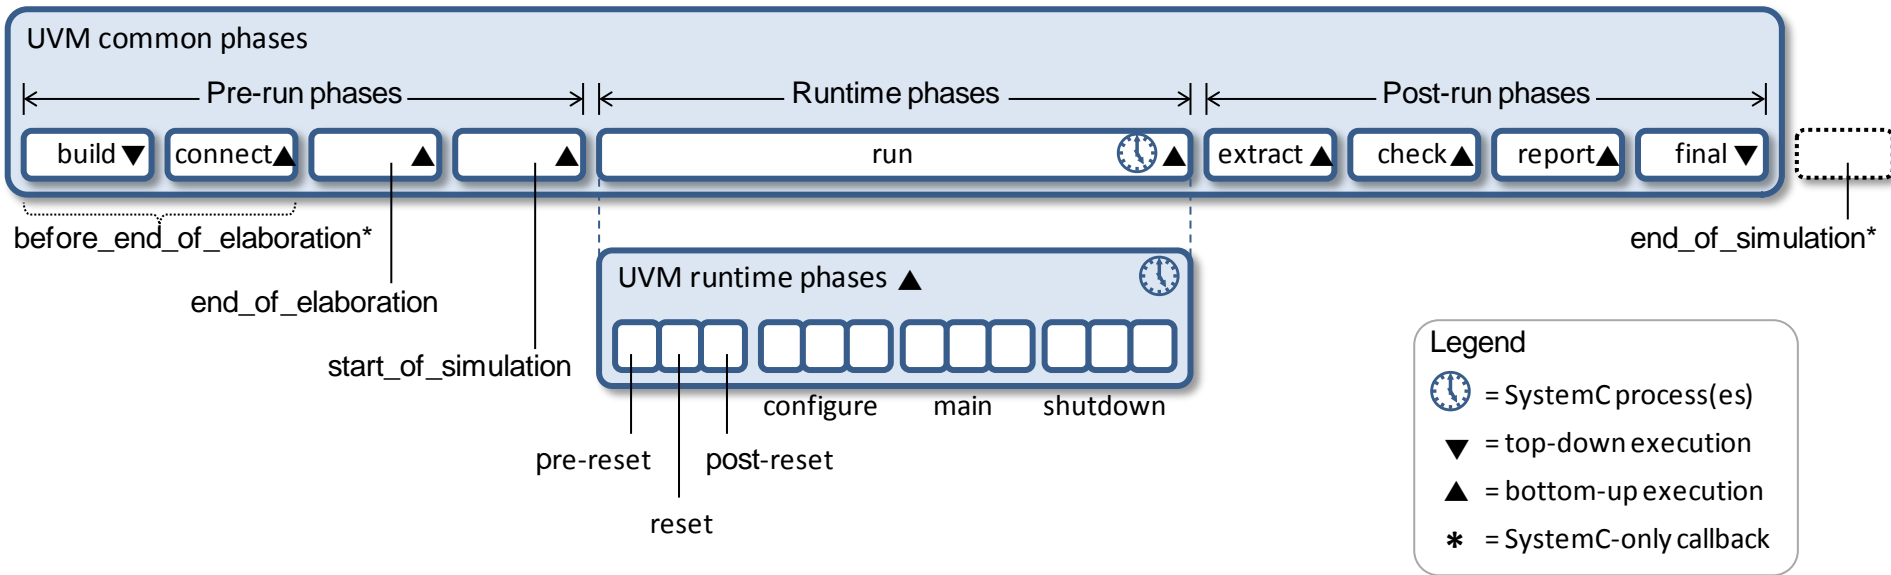 UVM common phases
Pre-run phases
Runtime phases
Post-run phases
build
connect
run
extract
check
report
final
before_end_of_elaboration*
end_of_simulation*
end_of_elaboration
start_of_simulation
UVM runtime phases
configure
main
shutdown
pre-reset
post-reset
reset
Legend
= SystemC process(es)
= top-down execution
= bottom-up execution
* = SystemC-only callback